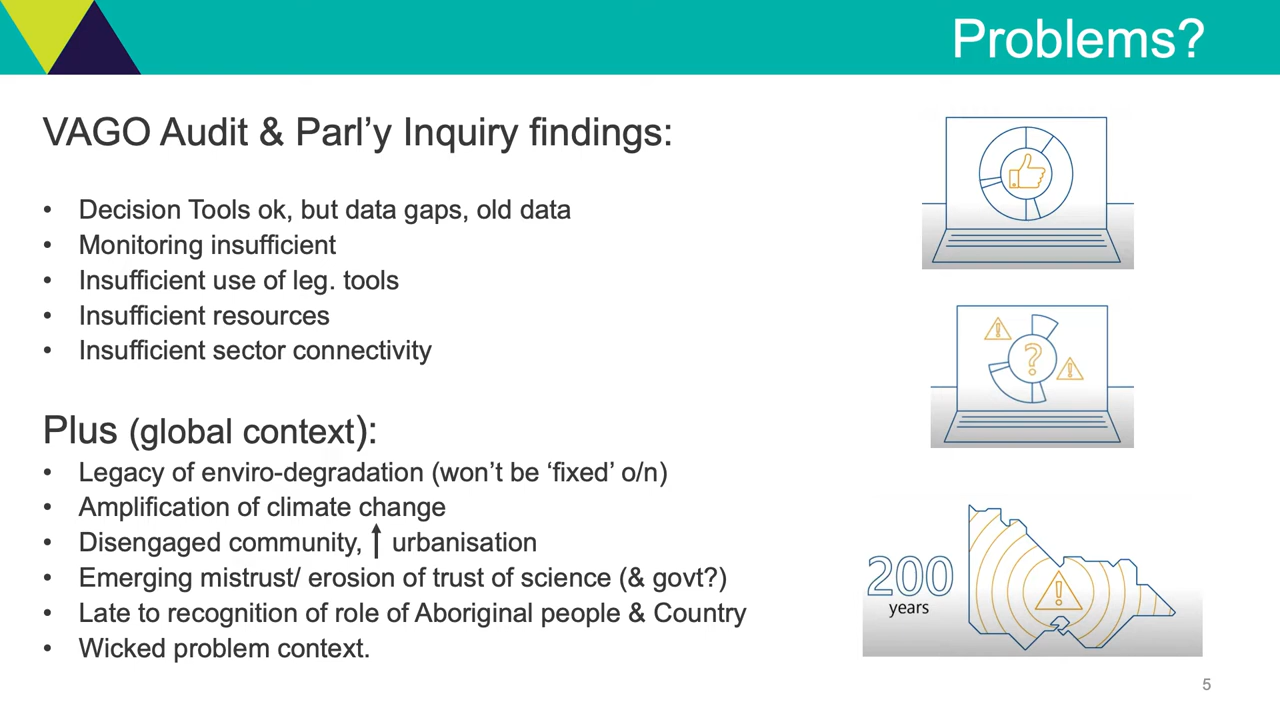 Problems?
VAGO Audit & Parl’y Inquiry findings:
• Decision Tools ok, but data gaps, old data
• Monitoring insufficient
• Insufficient use of leg. tools
• Insufficient resources
• Insufficient sector connectivity
Plus (global context):
• Legacy of enviro-degradation (won’t be ‘fixed’ o/n)
• Amplification of climate change
• Disengaged community, ↑ urbanisation
• Emerging mistrust/ erosion of trust of science (& govt?)
• Late to recognition of role of Aboriginal people & Country
• Wicked problem context.
?
!
!
200
years
!
5